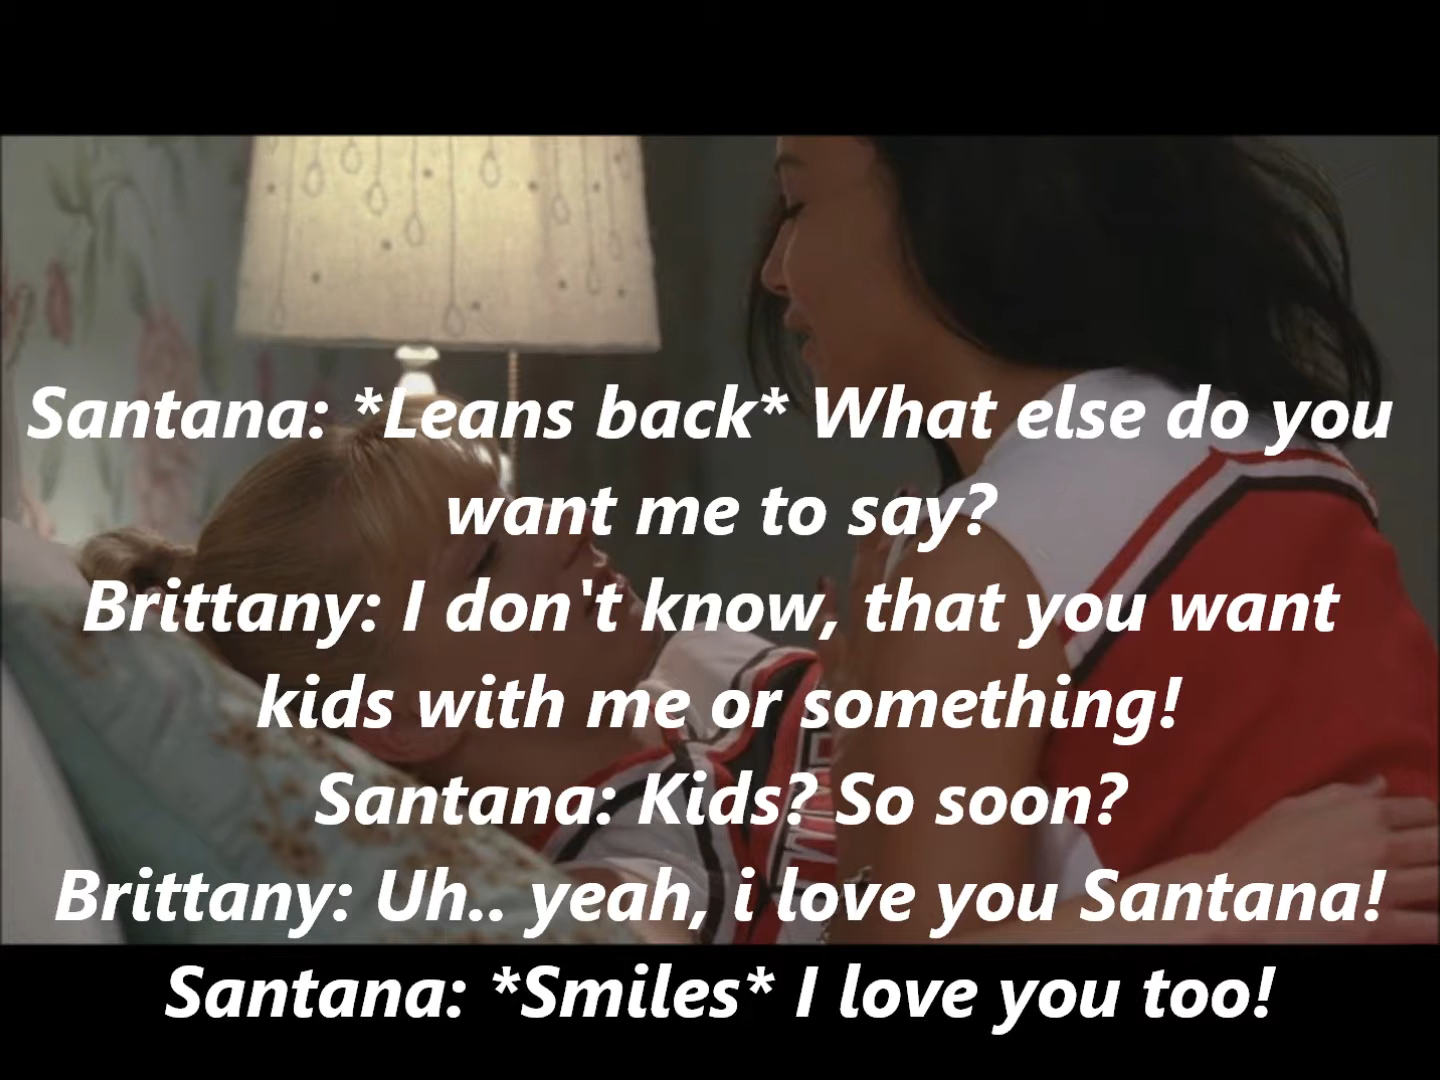 Santana: *Leans back* What else do you
want me to say?
Brittany: I don't know, that you want
kids with me or something!
Santana: Kids? So soon?
Brittany: Uh.. yeah, i love you Santana!
Santana: *Smiles* I love you too!